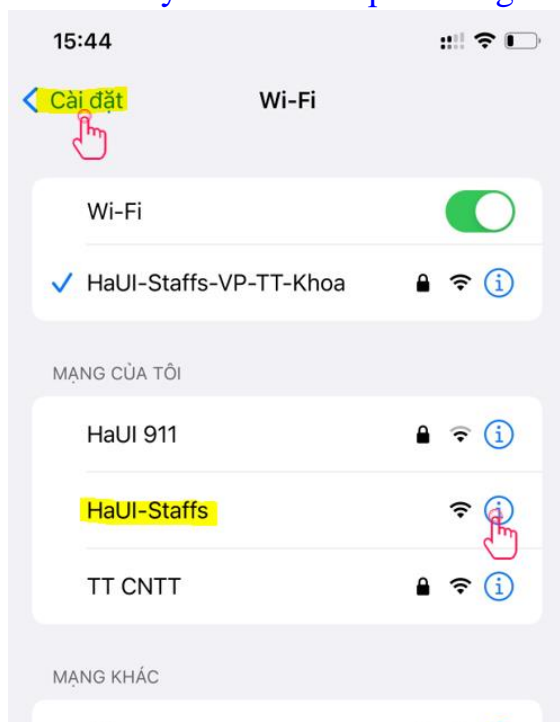 15:44
Cài đặt
Wi-Fi
Wi-Fi
HaUI-Staffs-VP-TT-Khoa
MẠNG CỦA TÔI
HaUI 911
HaUI-Staffs
TT CNTT
MẠNG KHÁC